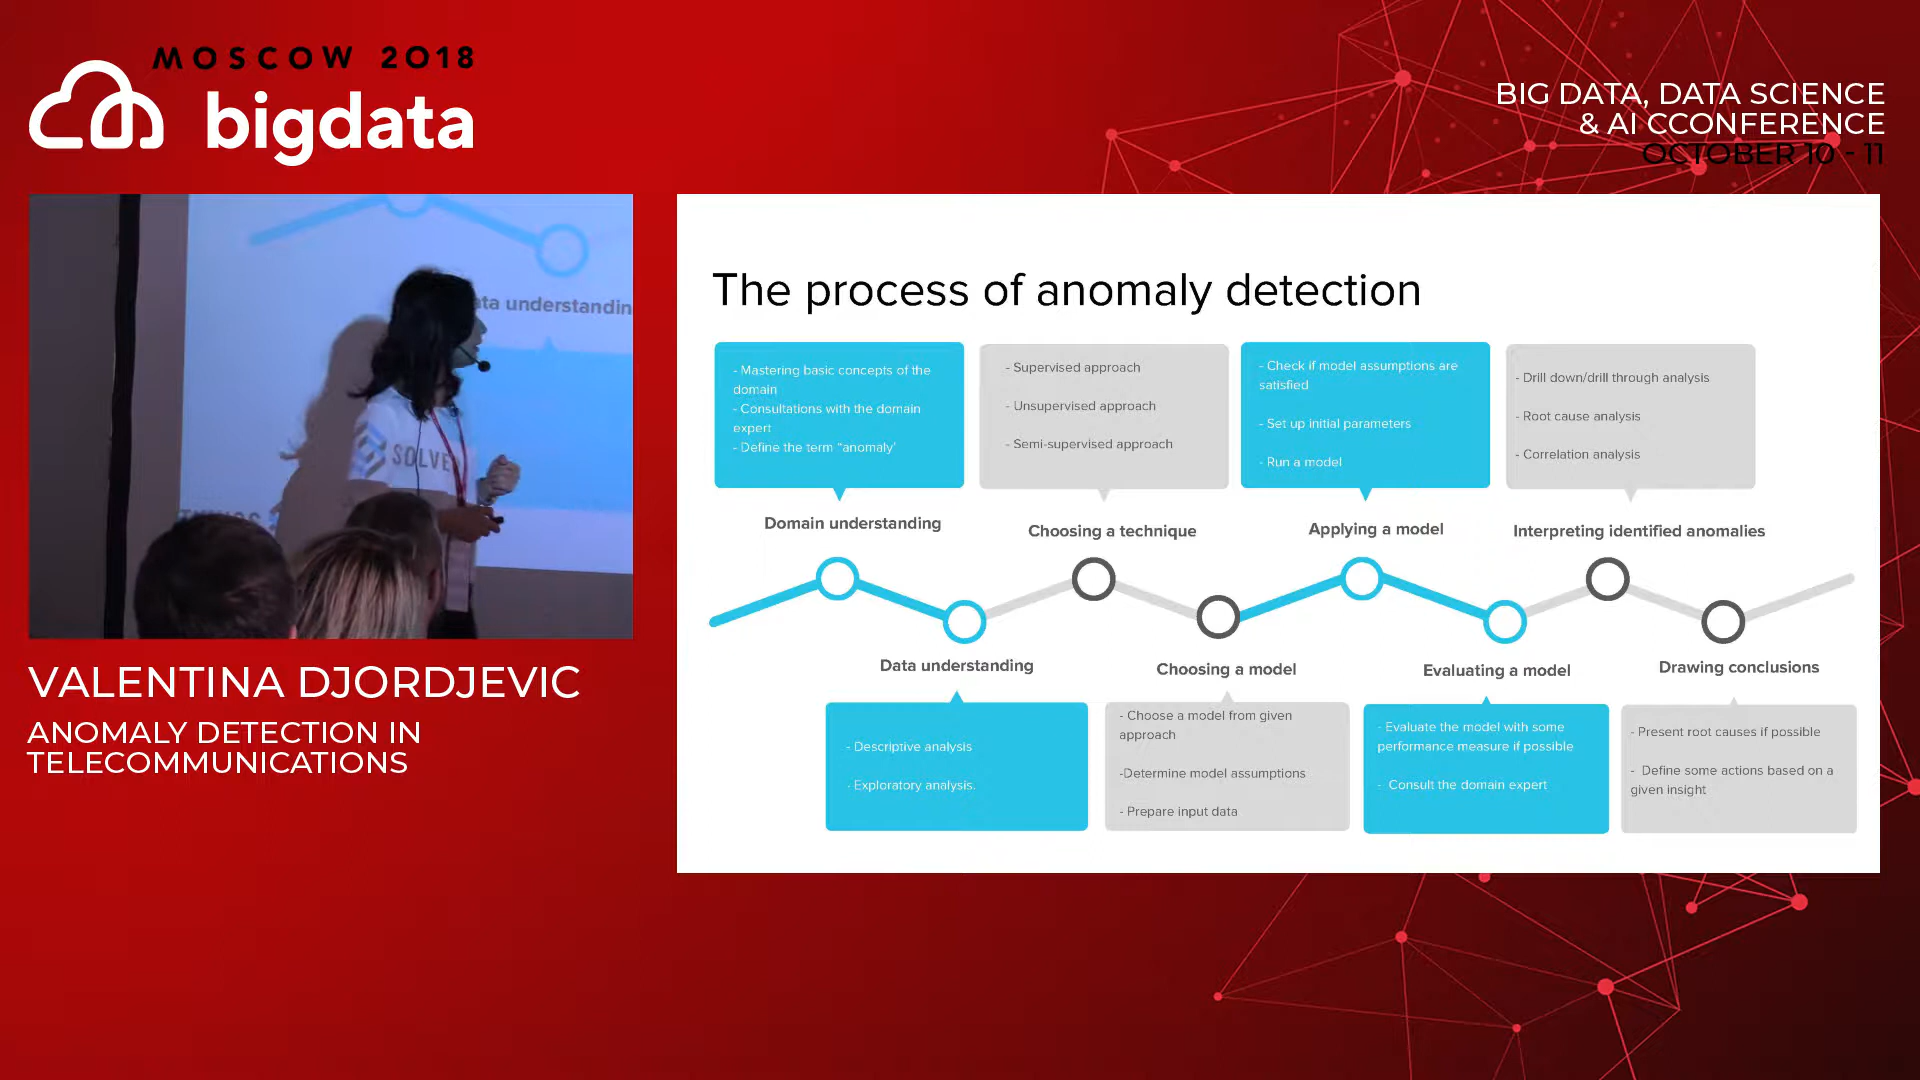 MOSCOW 2018
bigdata
BIG DATA, DATA SCIENCE
& AI CCONFERENCE
OCTOBER 10 - 11
ata understandin
SOLVE
VALENTINA DJORDJEVIC
ANOMALY DETECTION IN
TELECOMMUNICATIONS
The process of anomaly detection
- Mastering basic concepts of the
domain
- Consultations with the domain
expert
- Define the term “anomaly’
- Supervised approach
- Unsupervised approach
- Semi-supervised approach
- Check if model assumptions are
satisfied
- Set up initial parameters
- Run a model
- Drill down/drill through analysis
- Root cause analysis
- Correlation analysis
Domain understanding
Choosing a technique
Applying a model
Interpreting identified anomalies
Data understanding
Choosing a model
Evaluating a model
Drawing conclusions
- Descriptive analysis
- Exploratory analysis.
- Choose a model from given
approach
-Determine model assumptions
- Prepare input data
- Evaluate the model with some
performance measure if possible
- Consult the domain expert
- Present root causes if possible
- Define some actions based on a
given insight